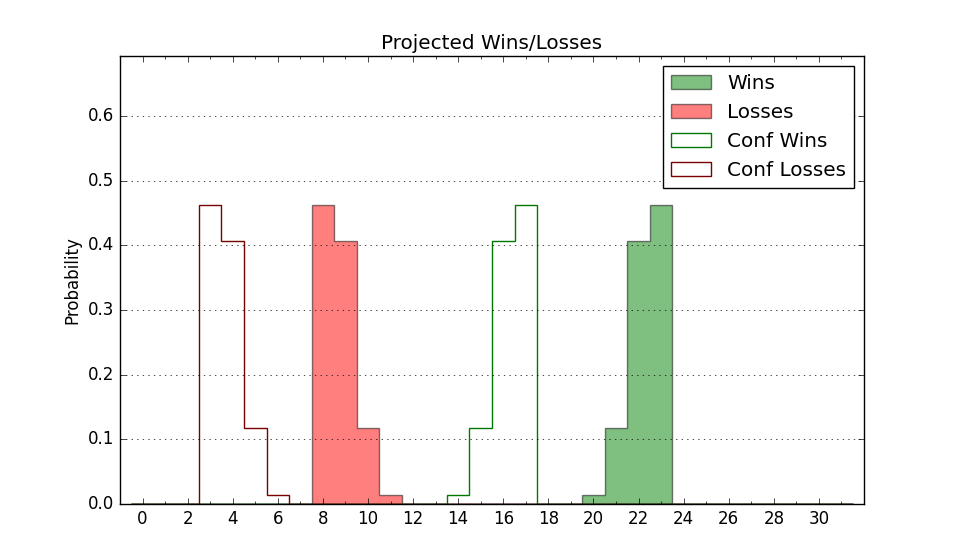 Projected Wins/Losses
Wins
Losses
Conf Wins
Conf Losses
Probability
0.6
0.5
0.4
0.3
0.2
0.1
0.0
0 2 4 6 8 10 12 14 16 18 20 22 24 26 28 30